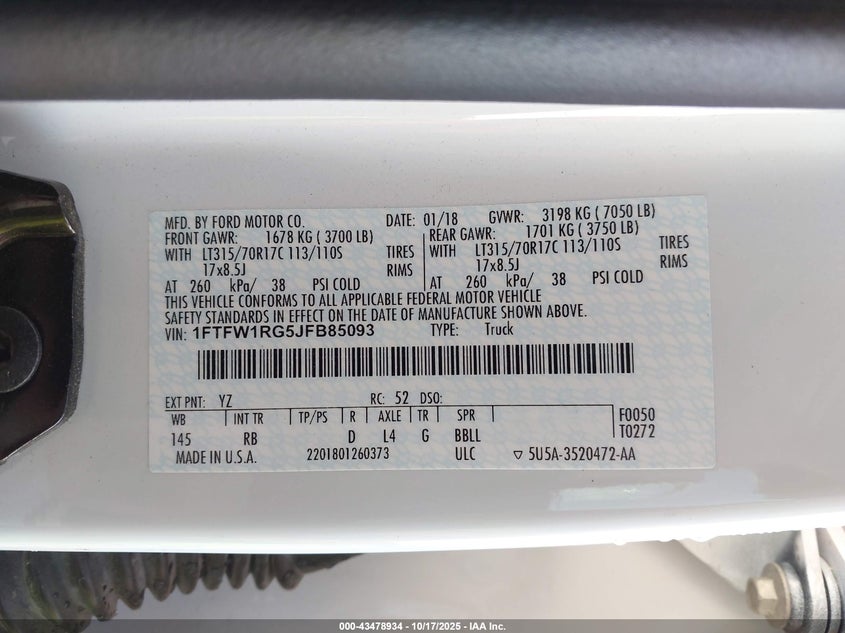 MFD. BY FORD MOTOR CO. DATE: 01/18 GVWR: 3198 KG ( 7050 LB)
FRONT GAWR: 1678 KG ( 3700 LB) REAR GAWR: 1701 KG ( 3750 LB)
WITH LT315/70R17C 113/110S TIRES WITH LT315/70R17C 113/110S TIRES
17x8.5J RIMS 17x8.5J RIMS
AT 260 kPa/ 38 PSI COLD AT 260 kPa/ 38 PSI COLD
THIS VEHICLE CONFORMS TO ALL APPLICABLE FEDERAL MOTOR VEHICLE
SAFETY STANDARDS IN EFFECT ON THE DATE OF MANUFACTURE SHOWN ABOVE.
VIN: 1FTFW1RG5JFB85093 TYPE: Truck
EXT PNT: YZ RC: 52 DSO:
WB INT TR TP/PS R AXLE TR SPR F0050
145 RB D L4 G BBLL T0272
MADE IN U.S.A. 2201801260373 ULC ▽ 5U5A-3520472-AA
000-43478934 | 10/17/2025 - IAA Inc.